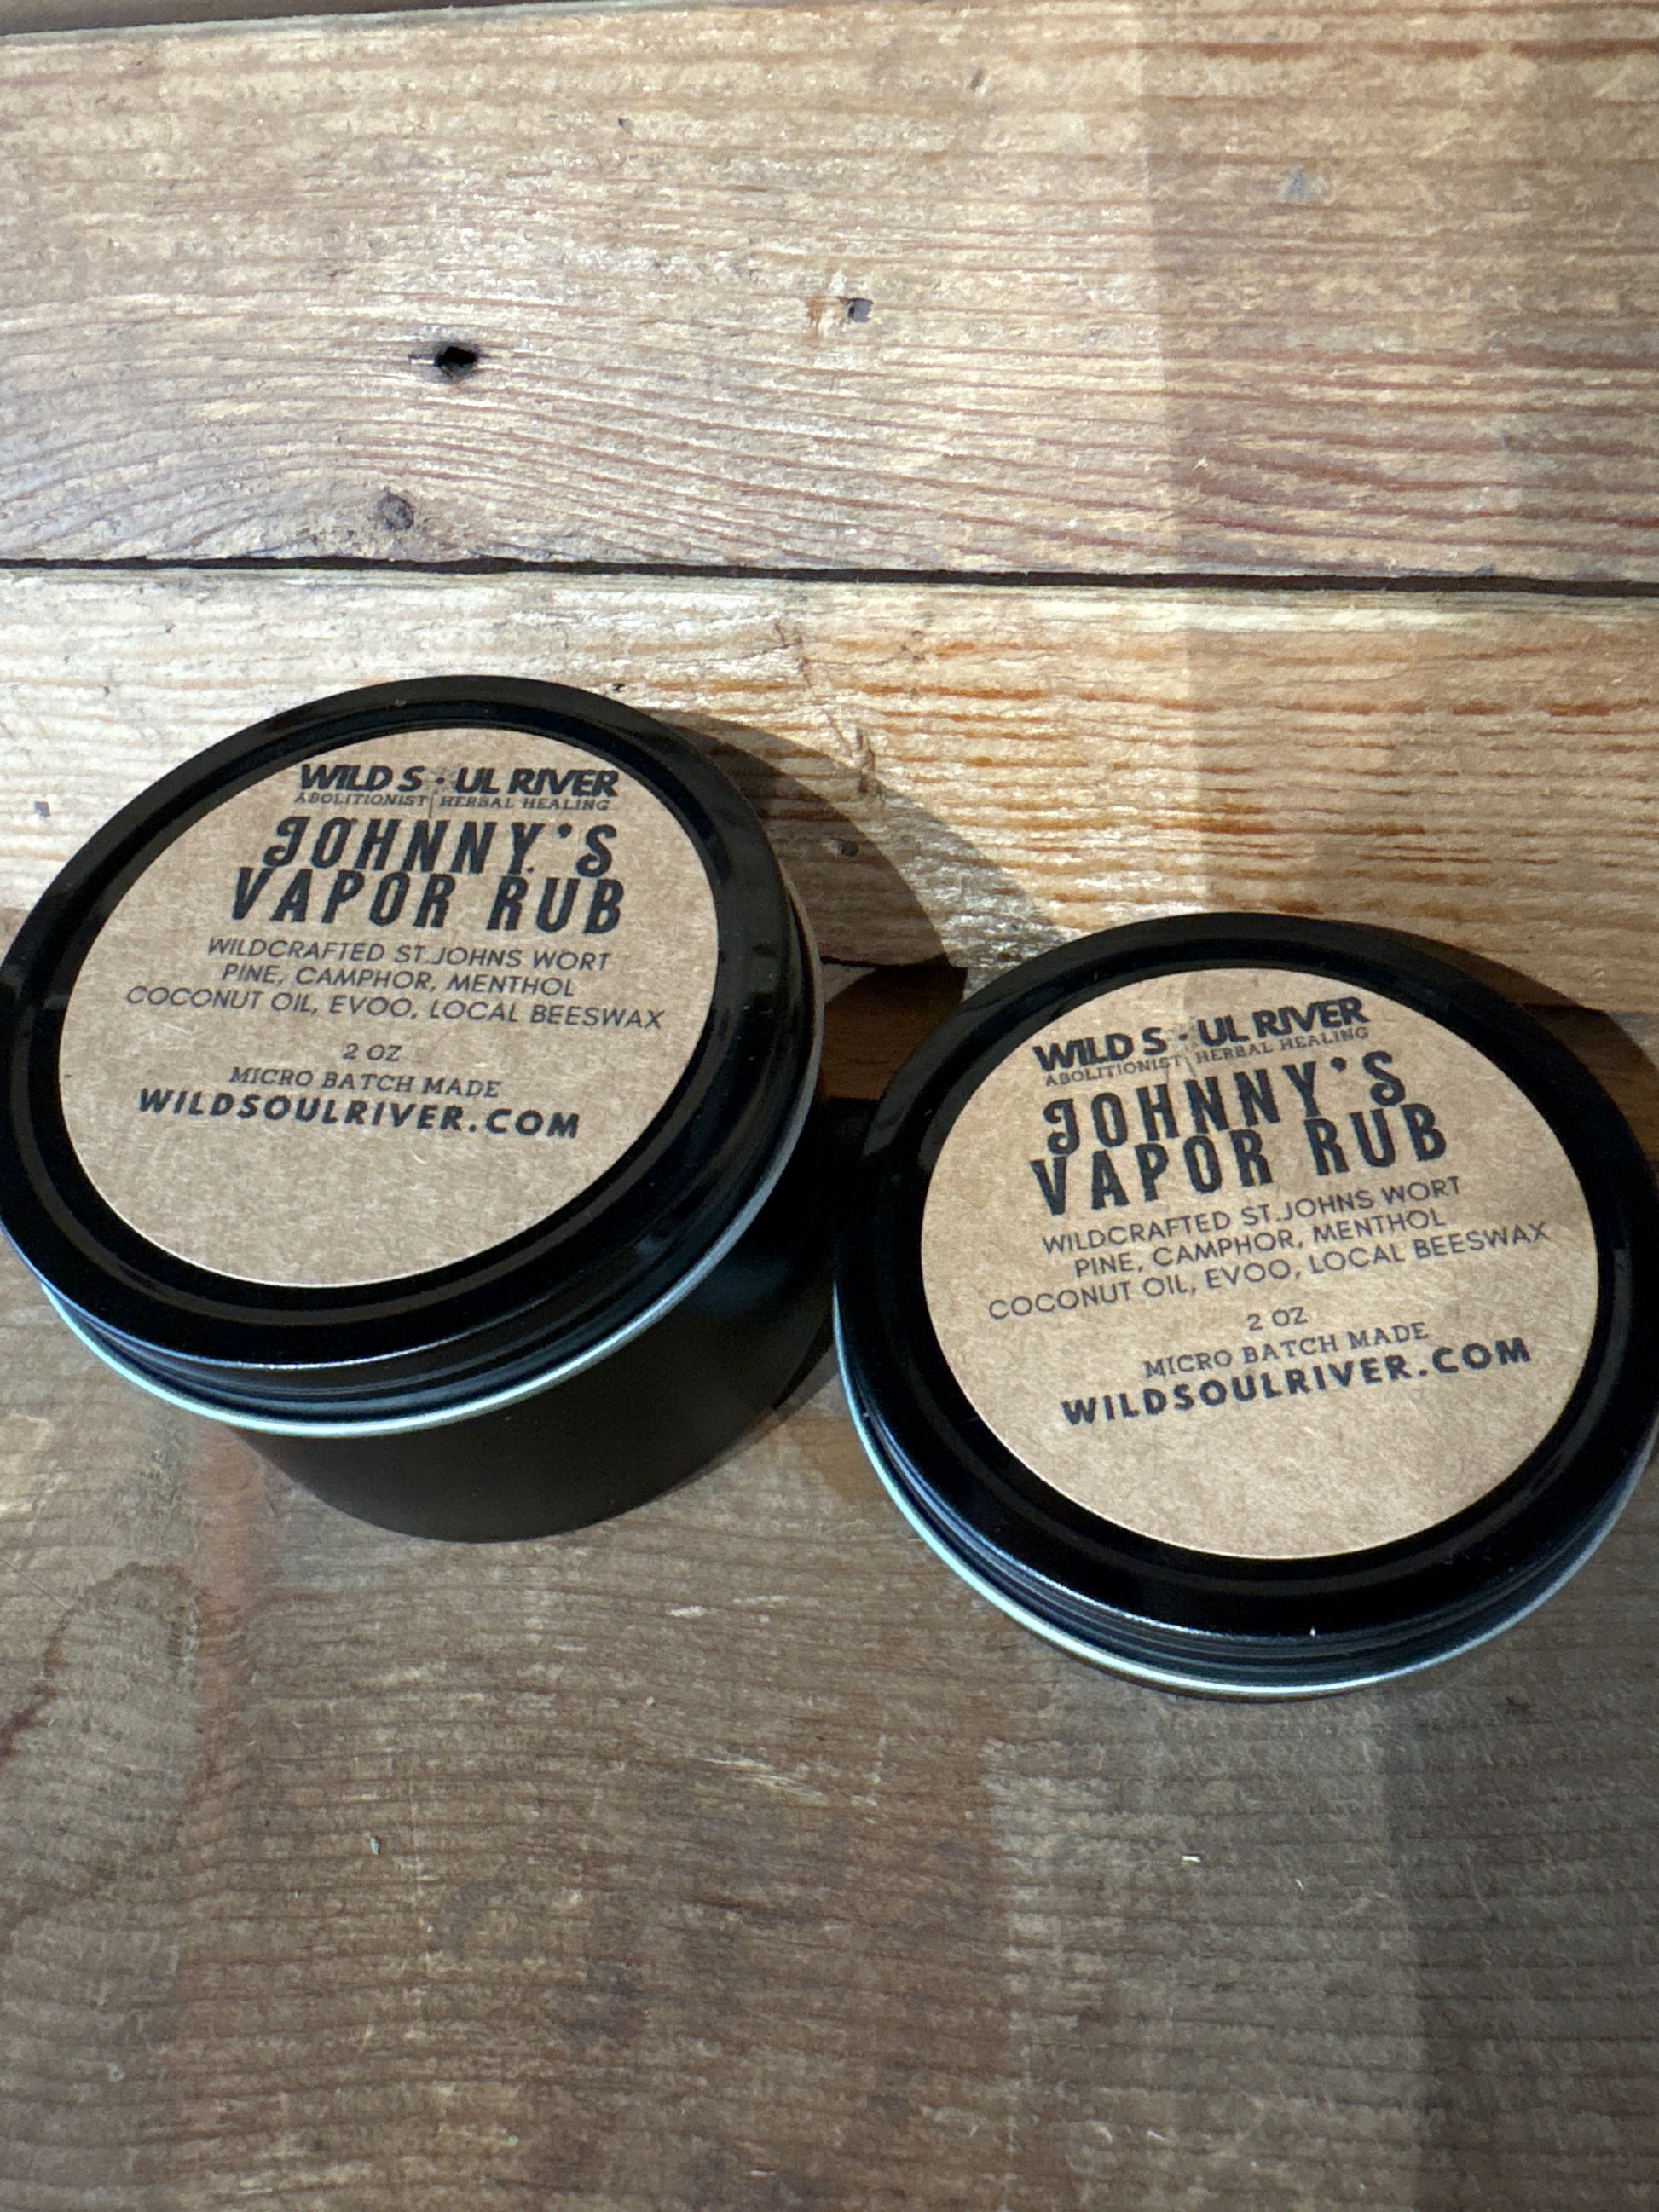 WILD S • UL RIVER
ABOLITIONIST HERBAL HEALING
JOHNNY'S
VAPOR RUB
WILDCRAFTED ST.JOHNS WORT
PINE, CAMPHOR, MENTHOL
COCONUT OIL, EVOO, LOCAL BEESWAX
2 OZ
MICRO BATCH MADE
WILDSOULRIVER.COM
WILD S • UL RIVER
ABOLITIONIST HERBAL HEALING
JOHNNY'S
VAPOR RUB
WILDCRAFTED ST.JOHNS WORT
PINE, CAMPHOR, MENTHOL
COCONUT OIL, EVOO, LOCAL BEESWAX
2 OZ
MICRO BATCH MADE
WILDSOULRIVER.COM